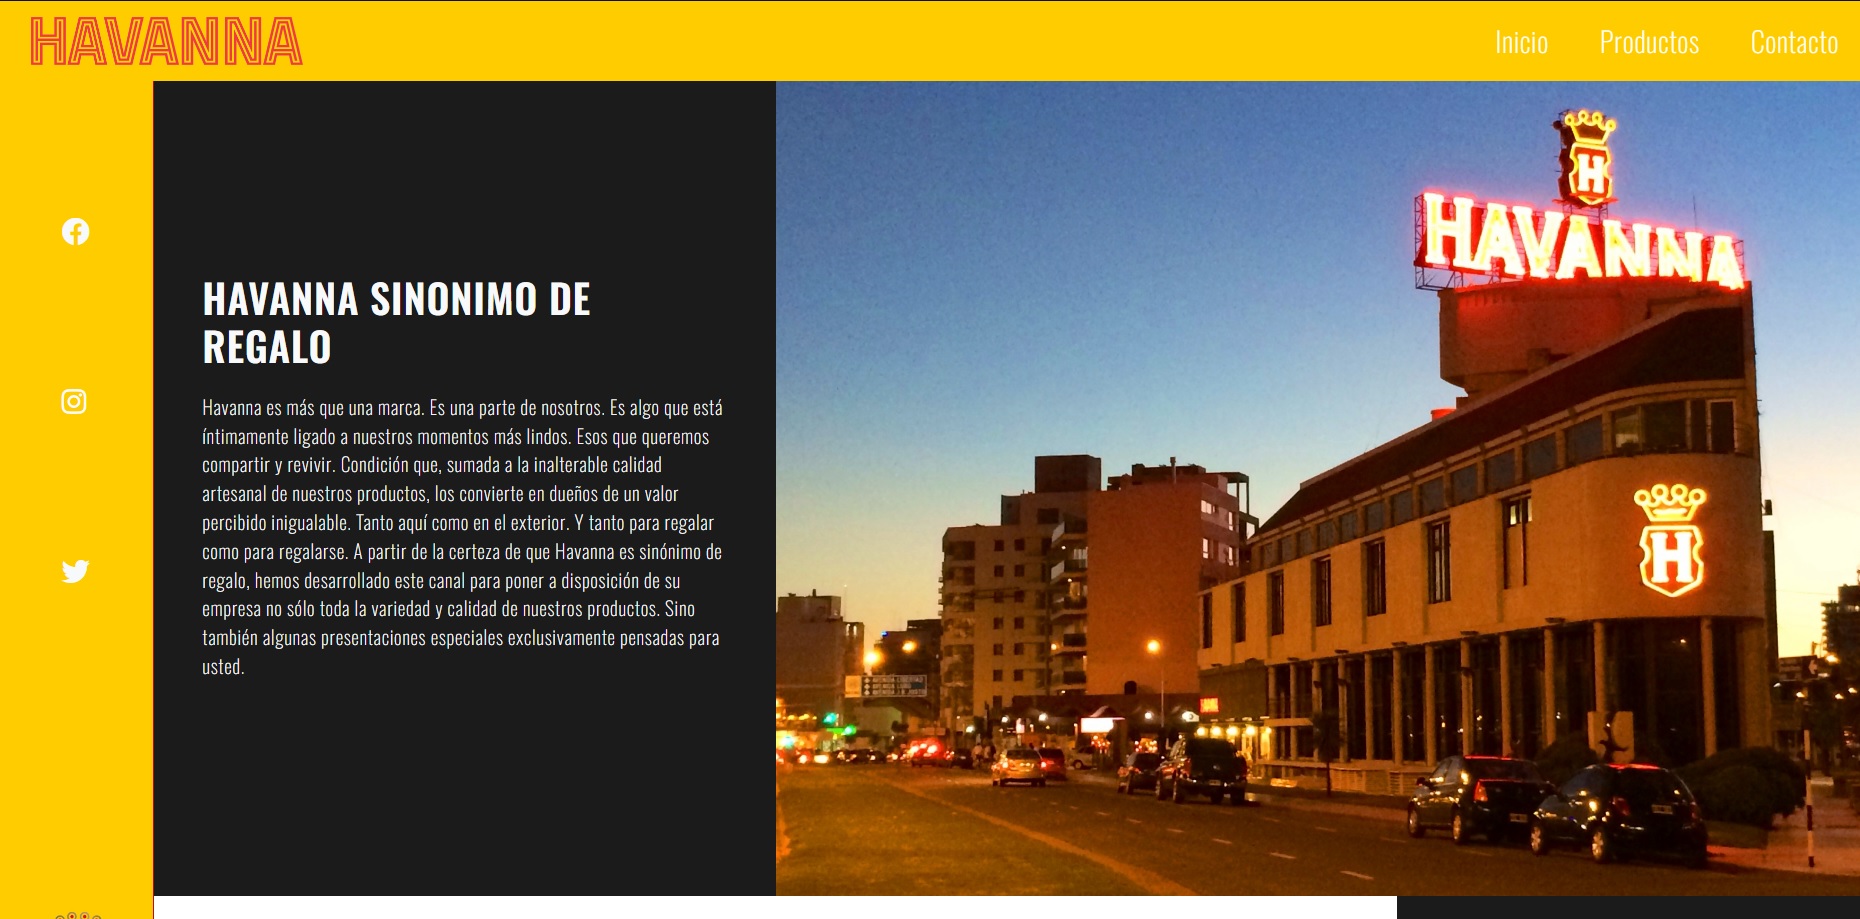 HAVANNA
Inicio
Productos
Contacto
HAVANNA SINONIMO DE
REGALO
Havanna es más que una marca. Es una parte de nosotros. Es algo que está
íntimamente ligado a nuestros momentos más lindos. Esos que queremos
compartir y revivir. Condición que, sumada a la inalterable calidad
artesanal de nuestros productos, los convierte en dueños de un valor
percibido inigualable. Tanto aquí como en el exterior. Y tanto para regalar
como para regalarse. A partir de la certeza de que Havanna es sinónimo de
regalo, hemos desarrollado este canal para poner a disposición de su
empresa no sólo toda la variedad y calidad de nuestros productos. Sino
también algunas presentaciones especiales exclusivamente pensadas para
usted.
H
HAVANNA
H